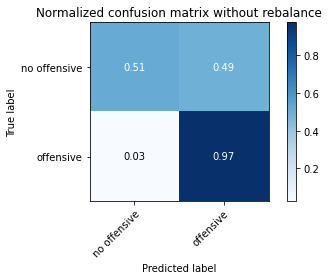 Normalized confusion matrix without rebalance
True label
no offensive
offensive
0.51 0.49
0.03 0.97
no offensive
offensive
Predicted label
0.8
0.6
0.4
0.2